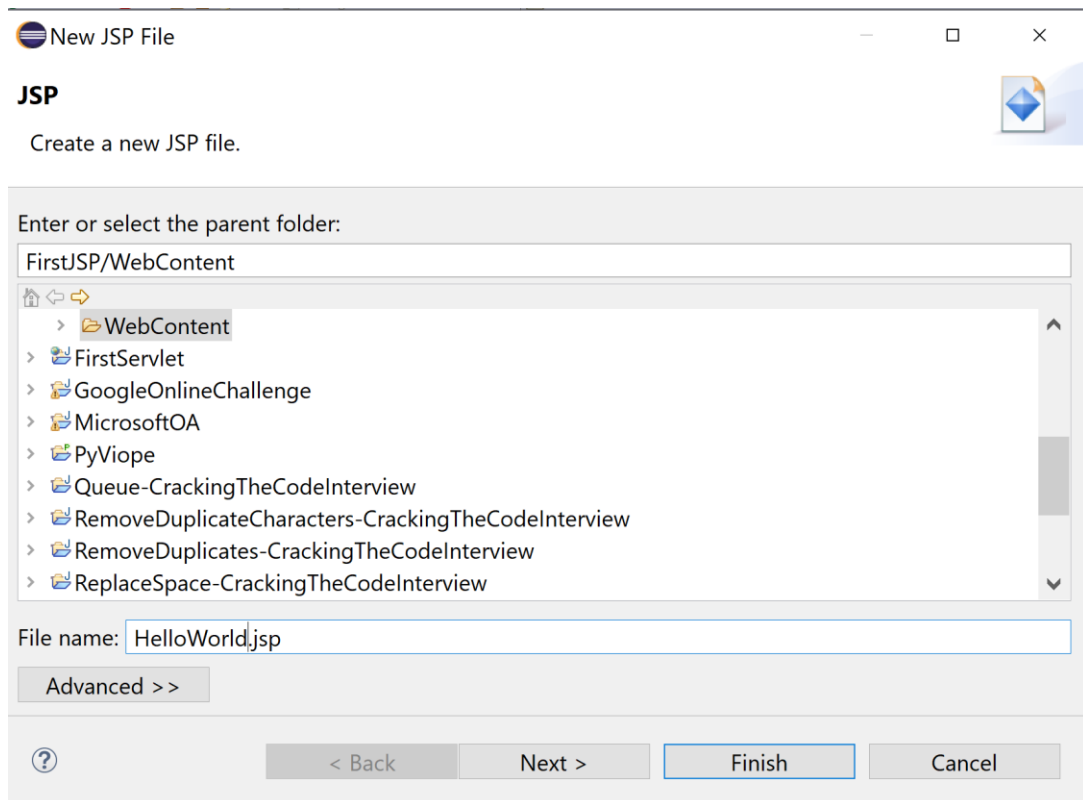 New JSP File
JSP
Create a new JSP file.
Enter or select the parent folder:
FirstJSP/WebContent
WebContent
FirstServlet
GoogleOnlineChallenge
MicrosoftOA
PyViope
Queue-CrackingTheCodeInterview
RemoveDuplicateCharacters-CrackingTheCodeInterview
RemoveDuplicates-CrackingTheCodeInterview
ReplaceSpace-CrackingTheCodeInterview
File name: HelloWorld.jsp
Advanced >>
? < Back Next > Finish Cancel